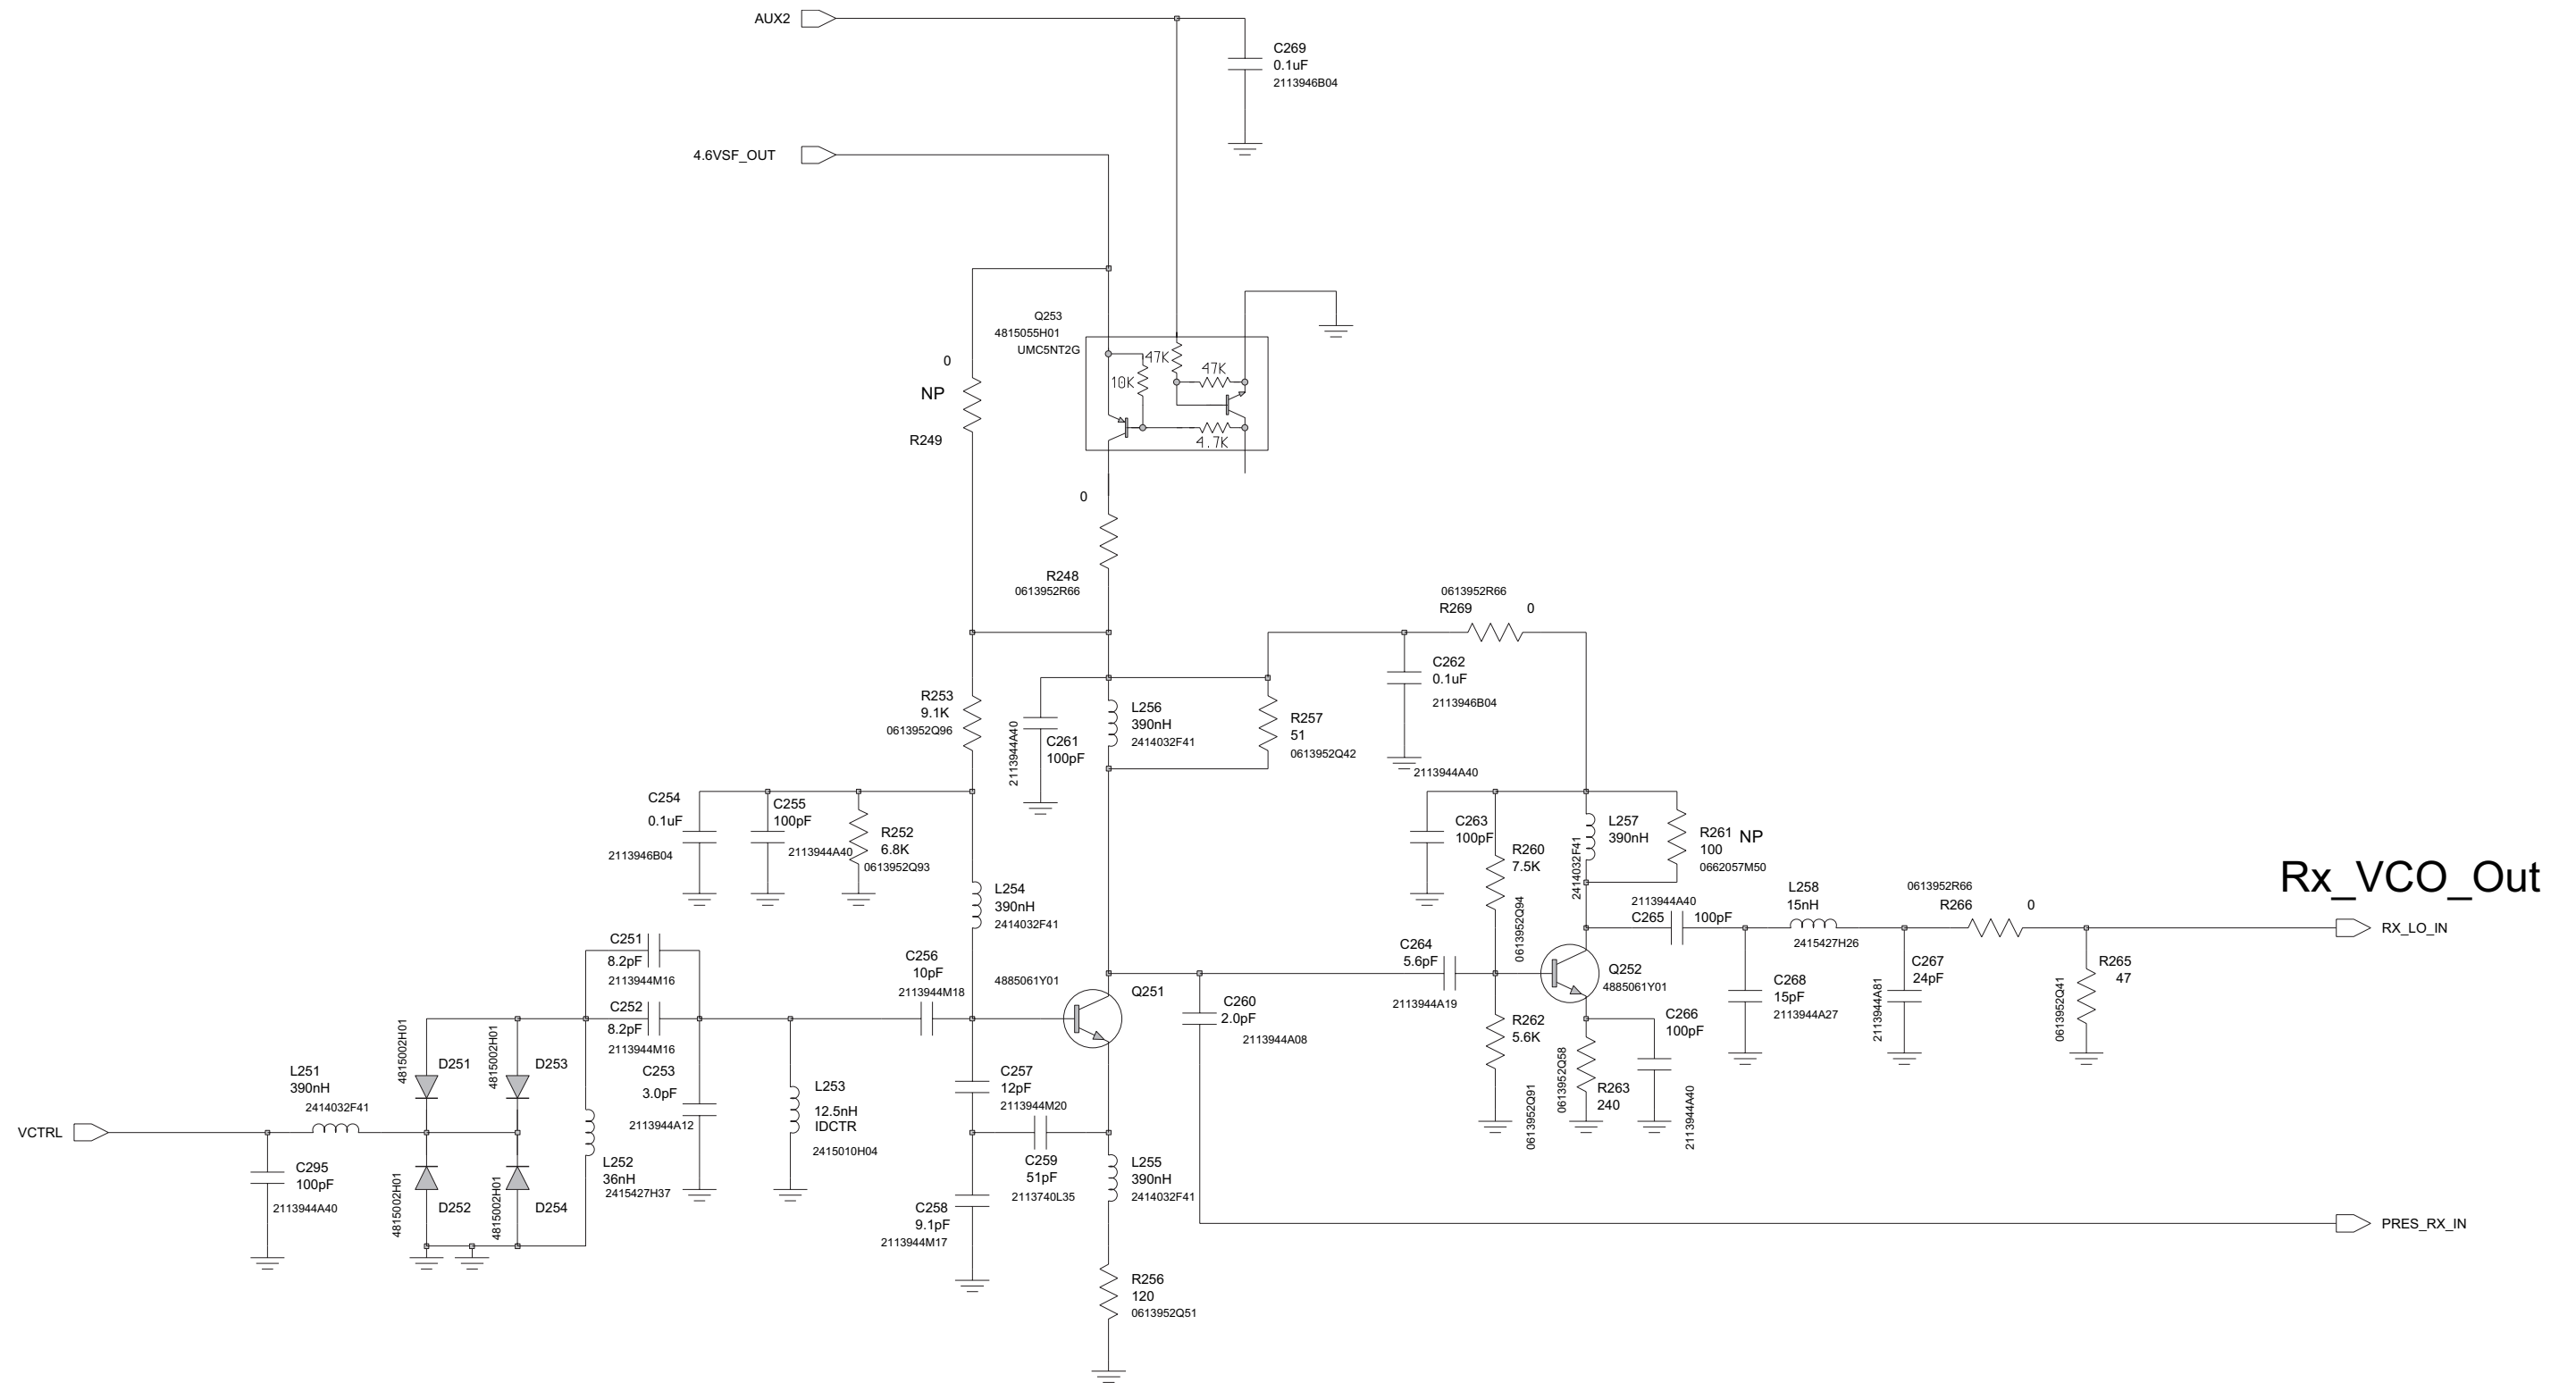 AUX2
C269
0.1uF
2113946B04
4.6VSF_OUT
Q253
4815055H01
UMC5NT2G
47K
47K
10K
4.7K
0
NP
R249
0
R248
0613952R66
0613952R66
R269
0
C262
0.1uF
2113946B04
R253
9.1K
0613952Q96
2113944A40
C261
100pF
L256
390nH
2414032F41
R257
51
0613952Q42
2113944A40
C254
0.1uF
2113946B04
C255
100pF
2113944A40
R252
6.8K
0613952Q93
C263
100pF
R260
7.5K
0613952Q94
2414032F41
L257
390nH
R261
NP
100
0662057M50
Rx_VCO_Out
L254
390nH
2414032F41
2113944A40
C265
100pF
L258
15nH
2415427H26
0613952R66
R266
0
RX_LO_IN
C251
8.2pF
2113944M16
C252
8.2pF
2113944M16
C256
10pF
2113944M18
4885061Y01
Q251
C264
5.6pF
2113944A19
Q252
4885061Y01
C268
15pF
2113944A27
C267
24pF
2113944A81
R265
47
0613952Q41
C260
2.0pF
2113944A08
R262
5.6K
0613952Q91
0613952Q58
R263
240
C266
100pF
2113944A40
4815002H01
D251
4815002H01
D253
L251
390nH
2414032F41
C253
3.0pF
2113944A12
L253
12.5nH
IDCTR
2415010H04
C257
12pF
2113944M20
VCTRL
C295
100pF
2113944A40
4815002H01
D252
4815002H01
D254
L252
36nH
2415427H37
C259
51pF
2113740L35
L255
390nH
2414032F41
C258
9.1pF
2113944M17
PRES_RX_IN
R256
120
0613952Q51